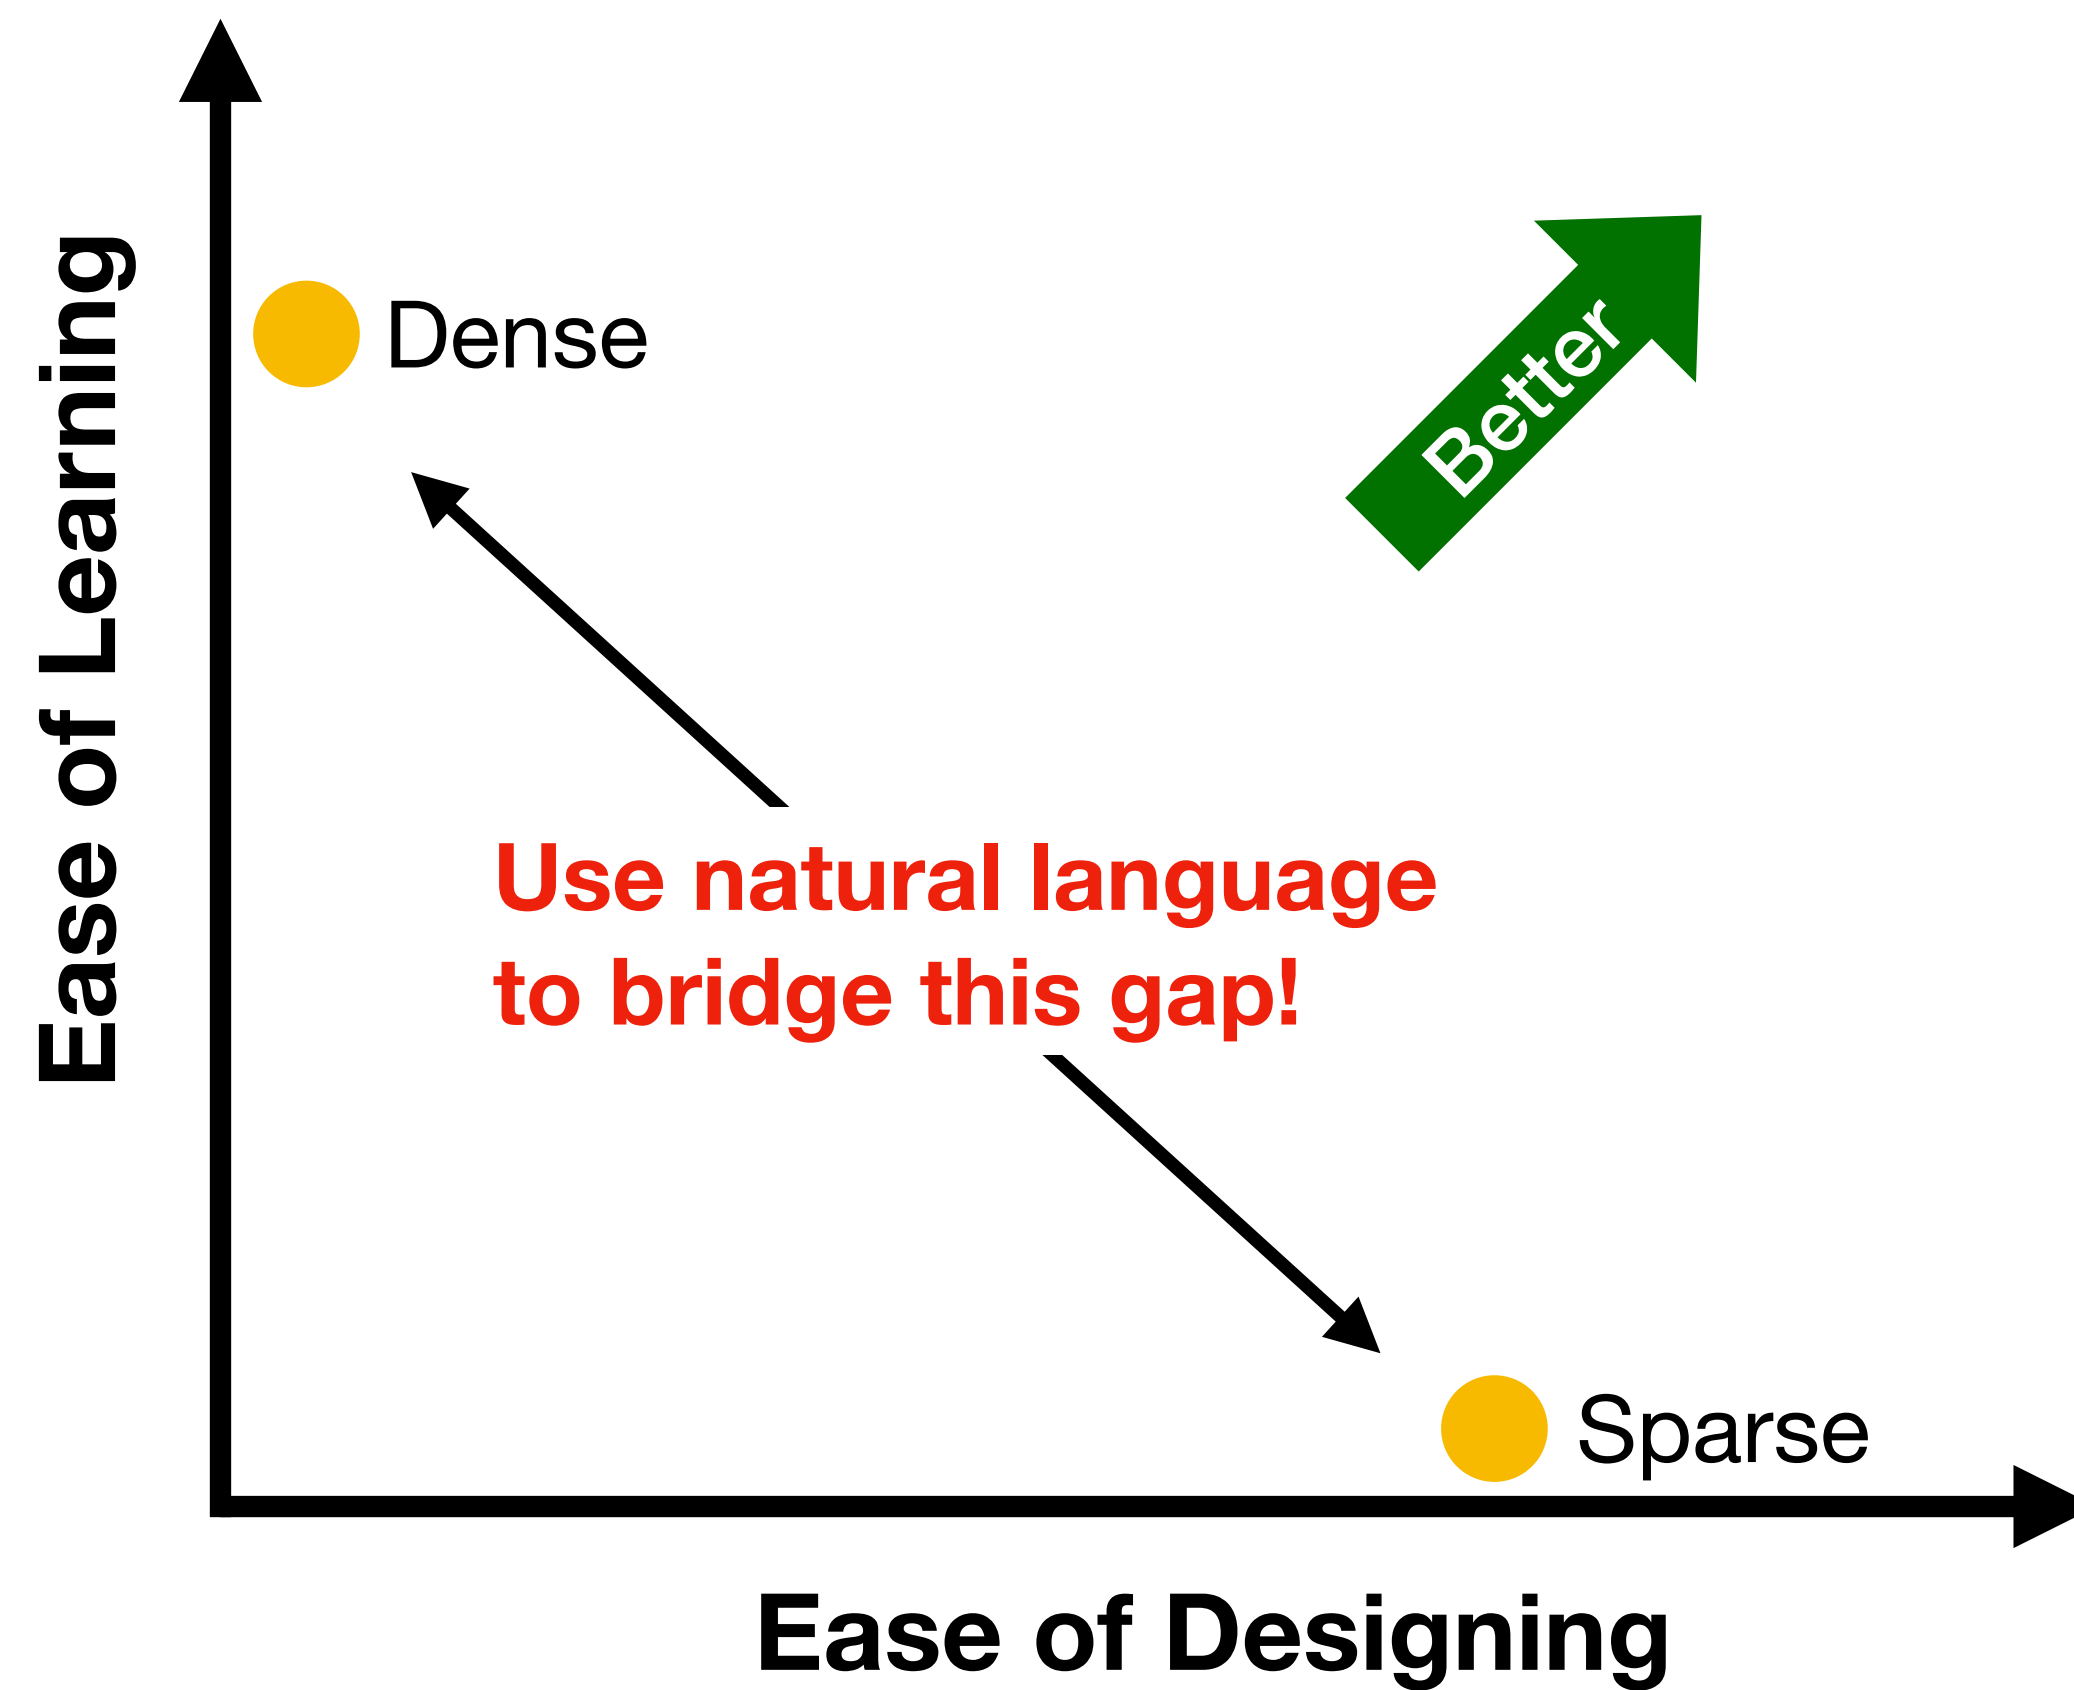 Ease of Learning
Dense
Better
Use natural language
to bridge this gap!
Sparse
Ease of Designing